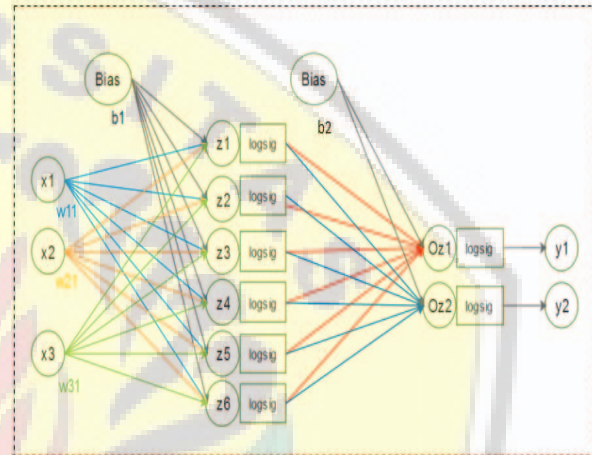 Bias
Bias
b1
b2
z1 logsig
x1
z2 logsig
w11
x2
z3 logsig
Oz1 logsig y1
w21
z4 logsig
Oz2 logsig y2
x3
z5 logsig
w31
z6 logsig